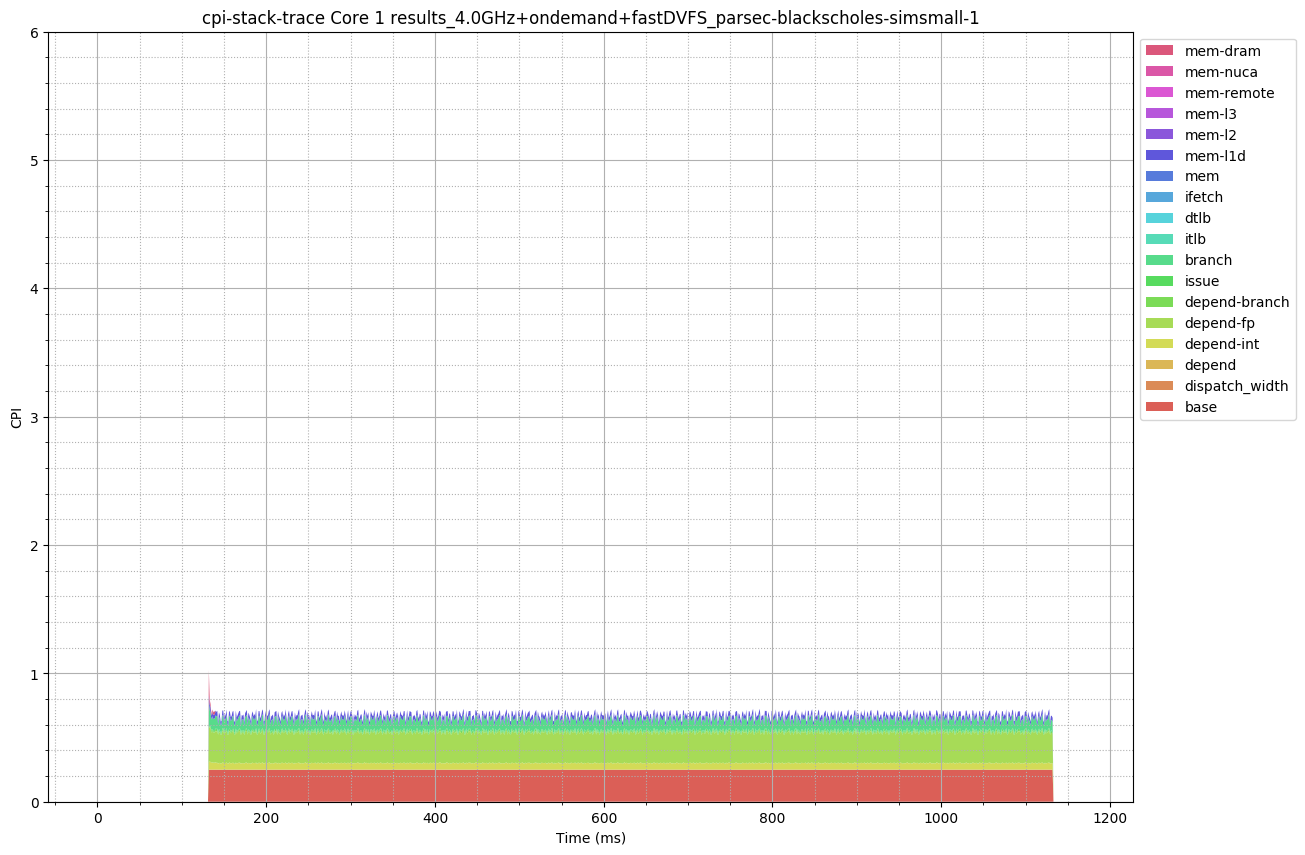 cpi-stack-trace Core 1 results_4.0GHz+ondemand+fastDVFS_parsec-blackscholes-simsmall-1
6
5
4
3
2
1
0
CPI
0
200
400
600
800
1000
1200
Time (ms)
mem-dram
mem-nuca
mem-remote
mem-l3
mem-l2
mem-l1d
mem
ifetch
dtlb
itlb
branch
issue
depend-branch
depend-fp
depend-int
depend
dispatch_width
base